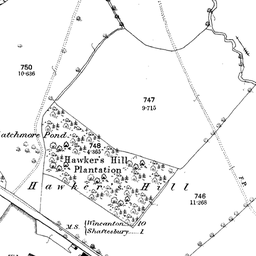 750
10·636
747
9·715
atchmore Pond
748
4·365
Hawker's Hill
Plantation
Hawker's Hill
746
11·268
F.P.
M.S.
Wincanton 10
Shaftesbury 1